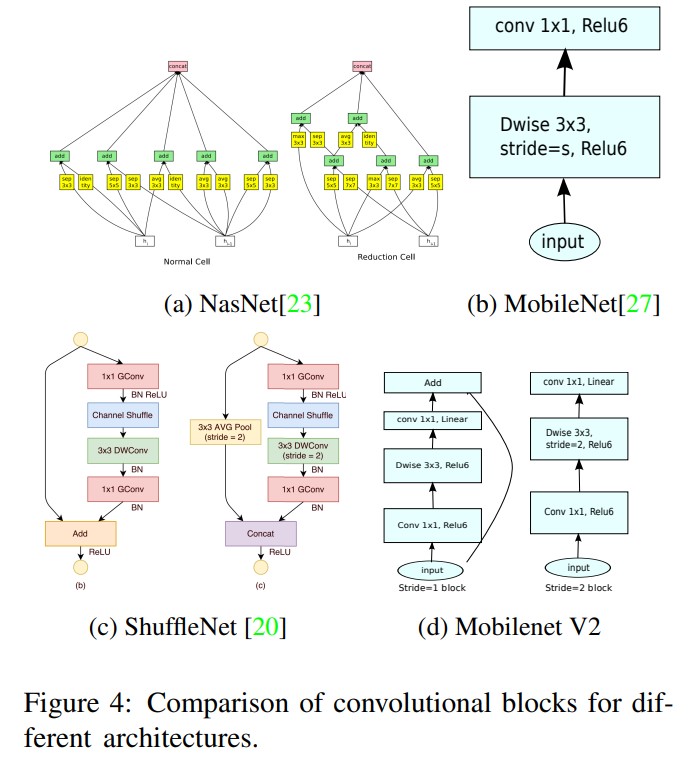 concat
add
add
add
add
add
sep 3x3
iden tity
sep 5x5
sep 3x3
avg 3x3
iden tity
avg 3x3
avg 3x3
sep 5x5
sep 3x3
hi
hi-1
Normal Cell
concat
add
add
max 3x3
sep 3x3
avg 3x3
iden tity
add
add
add
sep 5x5
sep 7x7
max 3x3
sep 7x7
avg 3x3
sep 5x5
hi
hi-1
Reduction Cell
(a) NasNet[23]
conv 1x1, Relu6
Dwise 3x3,
stride=s, Relu6
input
(b) MobileNet[27]
1x1 GConv
BN ReLU
Channel Shuffle
3x3 DWConv
BN
1x1 GConv
BN
Add
ReLU
(b)
3x3 AVG Pool
(stride = 2)
1x1 GConv
BN ReLU
Channel Shuffle
3x3 DWConv
(stride = 2)
BN
1x1 GConv
BN
Concat
ReLU
(c)
(c) ShuffleNet [20]
Add
conv 1x1, Linear
Dwise 3x3, Relu6
Conv 1x1, Relu6
input
Stride=1 block
conv 1x1, Linear
Dwise 3x3,
stride=2, Relu6
Conv 1x1, Relu6
input
Stride=2 block
(d) Mobilenet V2
Figure 4: Comparison of convolutional blocks for dif-
ferent architectures.